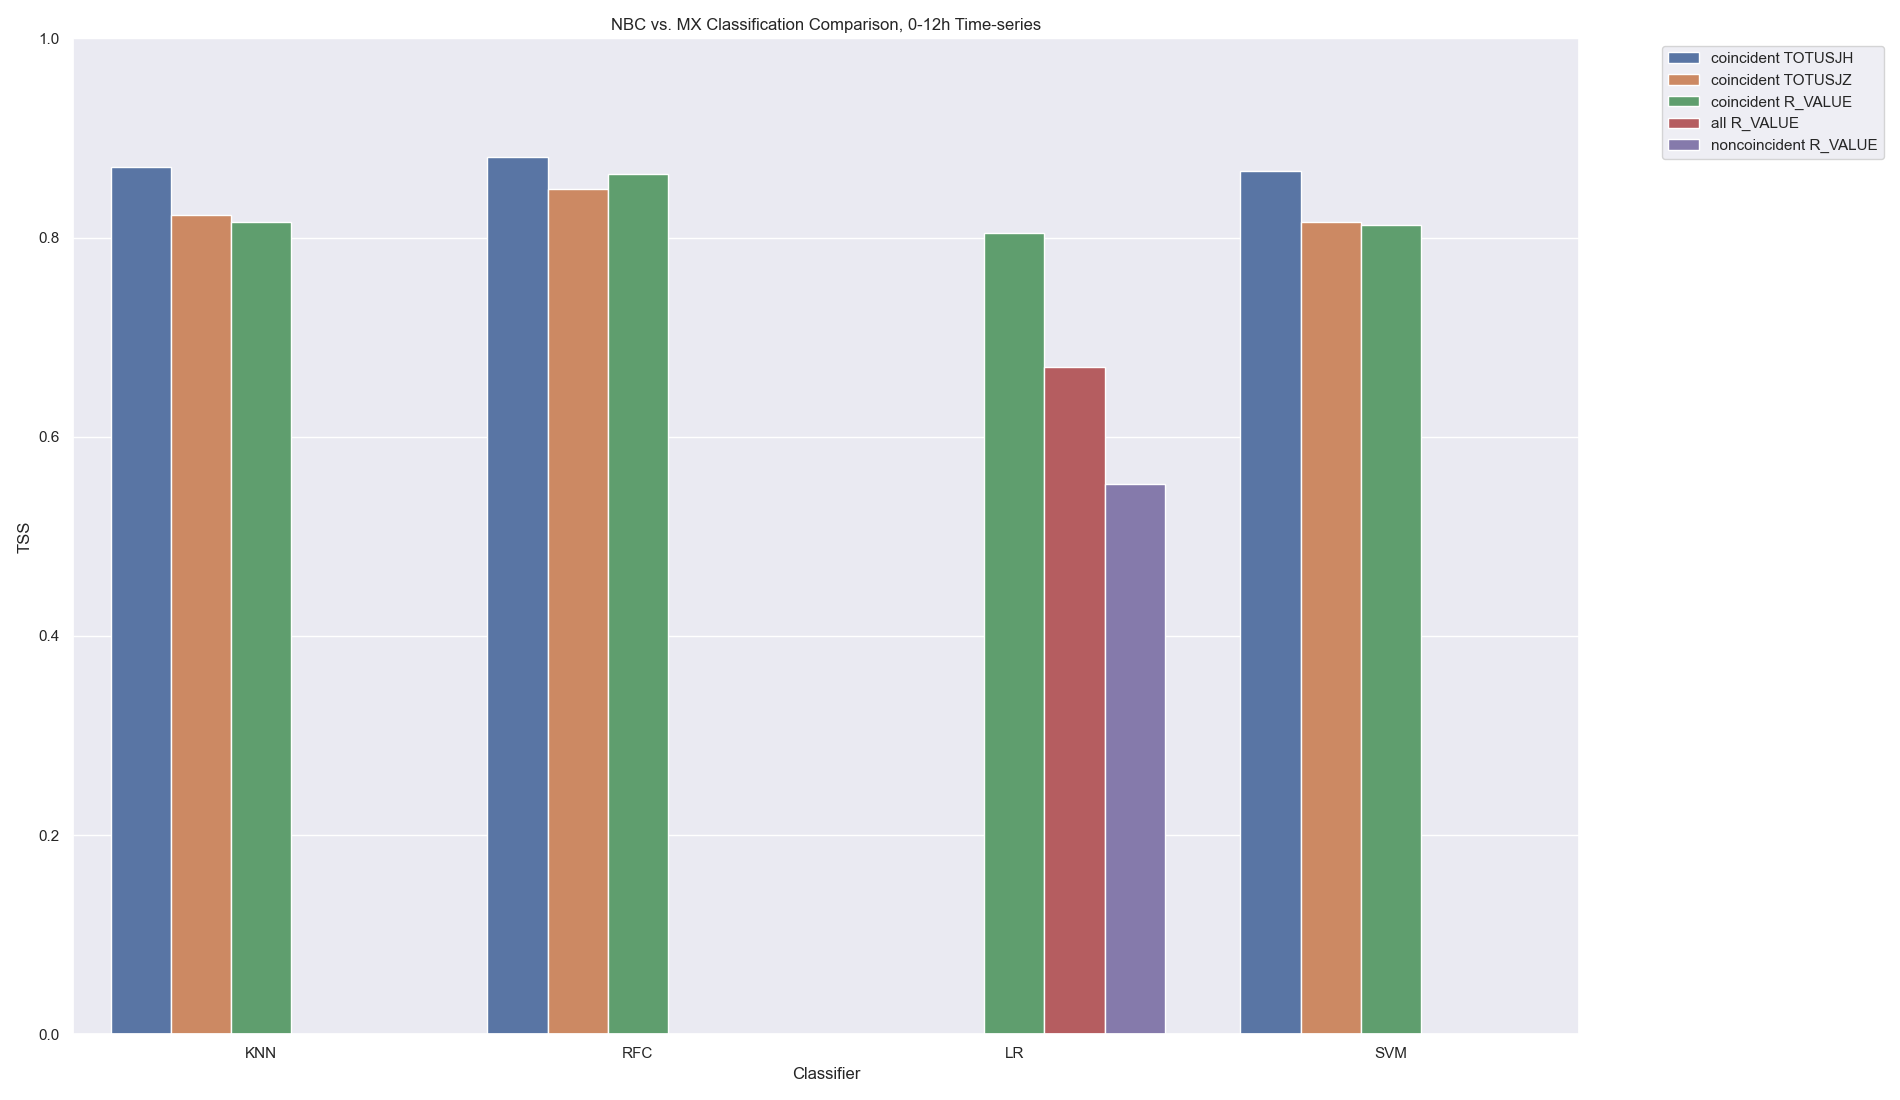 NBC vs. MX Classification Comparison, 0-12h Time-series
1.0
0.8
0.6
0.4
0.2
0.0
TSS
KNN
RFC
LR
SVM
Classifier
coincident TOTUSJH
coincident TOTUSJZ
coincident R_VALUE
all R_VALUE
noncoincident R_VALUE